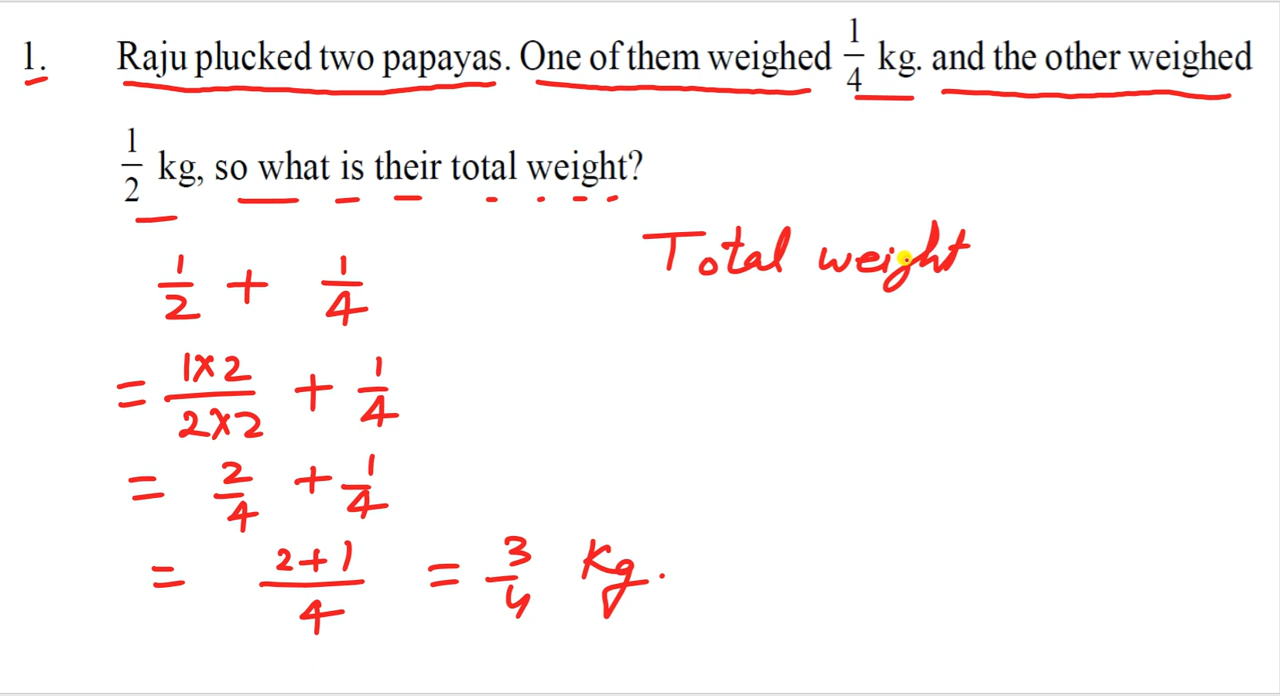 1. Raju plucked two papayas. One of them weighed 1/4 kg. and the other weighed
1/2 kg, so what is their total weight?
Total weight
1/2 + 1/4
= 1×2/2×2 + 1/4
= 2/4 + 1/4
= 2+1/4 = 3/4 Kg.